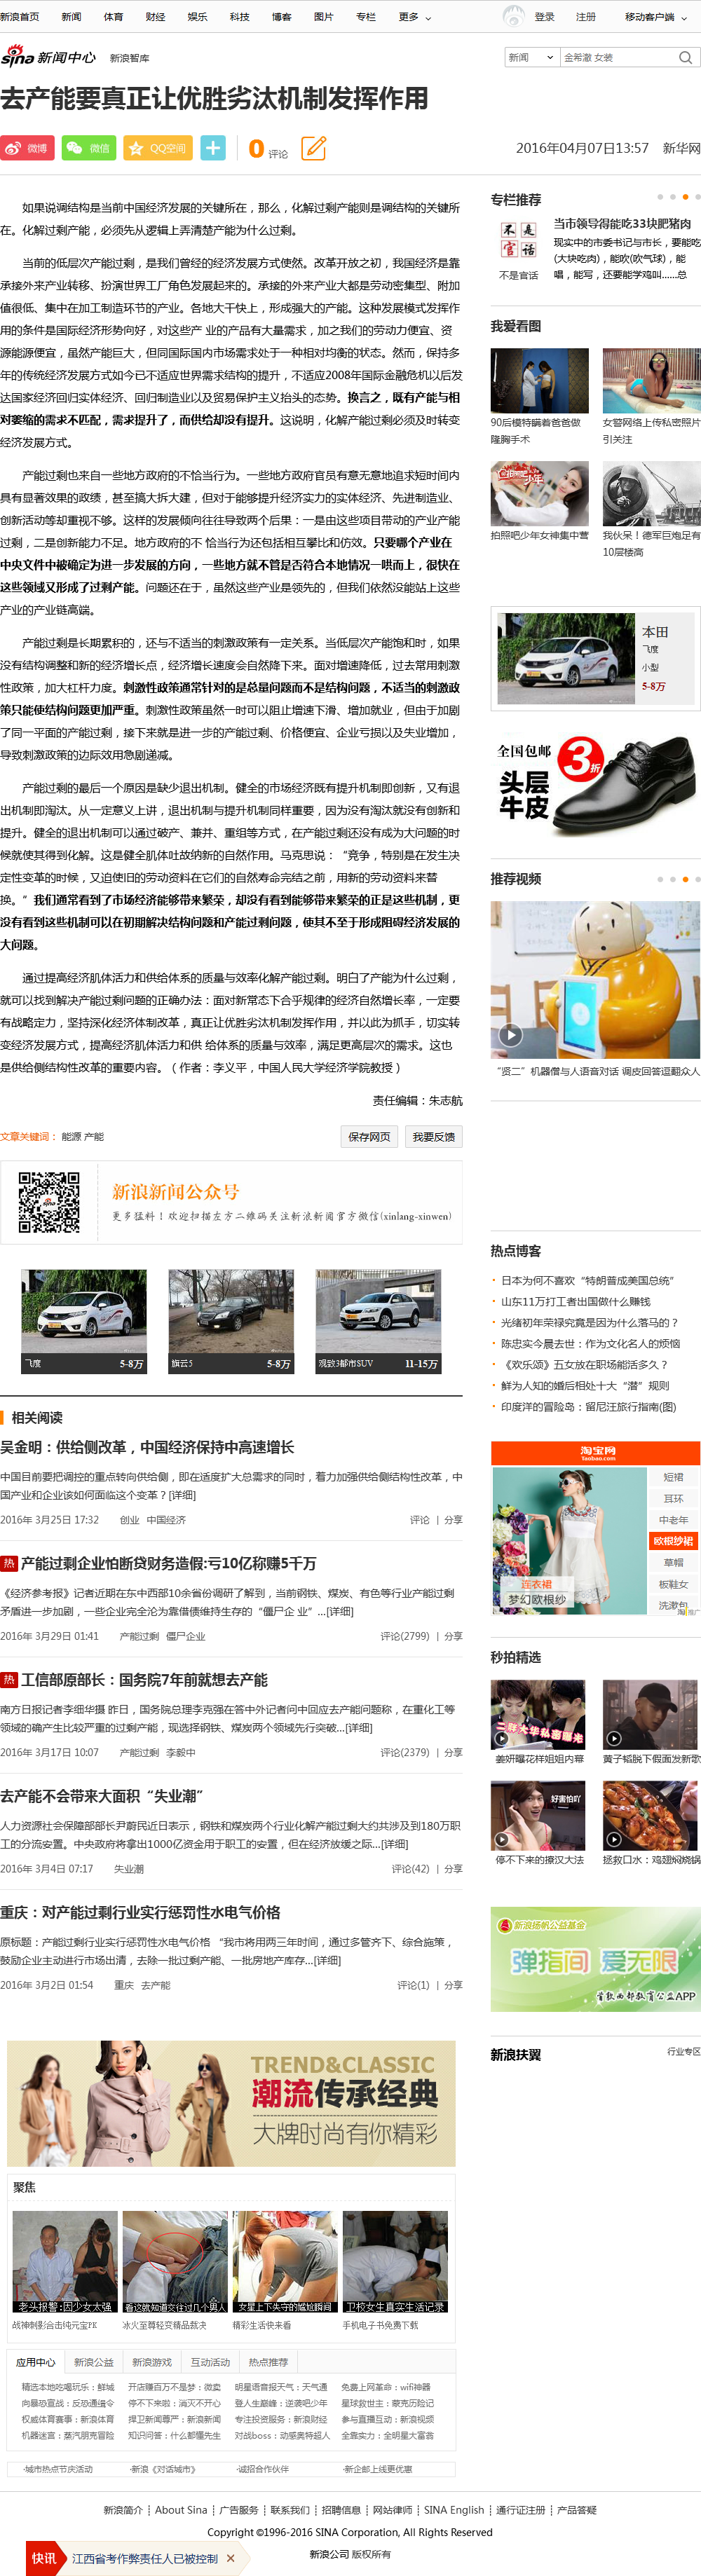 新浪首页 新闻 体育 财经 娱乐 科技 博客 图片 专栏 更多 登录 注册 移动客户端
sina 新闻中心 新浪智库 新闻 金希澈 女装
去产能要真正让优胜劣汰机制发挥作用
微博 微信 QQ空间 0 评论 2016年04月07日13:57 新华网
如果说调结构是当前中国经济发展的关键所在，那么，化解过剩产能则是调结构的关键所
在。化解过剩产能，必须先从逻辑上弄清楚产能为什么过剩。
当前的低层次产能过剩，是我们曾经的经济发展方式使然。改革开放之初，我国经济是靠
承接外来产业转移、扮演世界工厂角色发展起来的。承接的外来产业大都是劳动密集型、附加
值很低、集中在加工制造环节的产业。各地大干快上，形成强大的产能。这种发展模式发挥作
用的条件是国际经济形势向好，对这些产 业的产品有大量需求，加之我们的劳动力便宜、资
源能源便宜，虽然产能巨大，但同国际国内市场需求处于一种相对均衡的状态。然而，保持多
年的传统经济发展方式如今已不适应世界需求结构的提升，不适应2008年国际金融危机以后发
达国家经济回归实体经济、回归制造业以及贸易保护主义抬头的态势。换言之，既有产能与相
对萎缩的需求不匹配，需求提升了，而供给却没有提升。这说明，化解产能过剩必须及时转变
经济发展方式。
产能过剩也来自一些地方政府的不恰当行为。一些地方政府官员有意无意地追求短时间内
具有显著效果的政绩，甚至搞大拆大建，但对于能够提升经济实力的实体经济、先进制造业、
创新活动等却重视不够。这样的发展倾向往往导致两个后果：一是由这些项目带动的产业产能
过剩，二是创新能力不足。地方政府的不 恰当行为还包括相互攀比和仿效。只要哪个产业在
中央文件中被确定为进一步发展的方向，一些地方就不管是否符合本地情况一哄而上，很快在
这些领域又形成了过剩产能。问题还在于，虽然这些产业是领先的，但我们依然没能站上这些
产业的产业链高端。
产能过剩是长期累积的，还与不适当的刺激政策有一定关系。当低层次产能饱和时，如果
没有结构调整和新的经济增长点，经济增长速度会自然降下来。面对增速降低，过去常用刺激
性政策，加大杠杆力度。刺激性政策通常针对的是总量问题而不是结构问题，不适当的刺激政
策只能使结构问题更加严重。刺激性政策虽然一时可以阻止增速下滑、增加就业，但由于加剧
了同一平面的产能过剩，接下来就是进一步的产能过剩、价格便宜、企业亏损以及失业增加，
导致刺激政策的边际效用急剧递减。
产能过剩的最后一个原因是缺少退出机制。健全的市场经济既有提升机制即创新，又有退
出机制即淘汰。从一定意义上讲，退出机制与提升机制同样重要，因为没有淘汰就没有创新和
提升。健全的退出机制可以通过破产、兼并、重组等方式，在产能过剩还没有成为大问题的时
候就使其得到化解。这是健全肌体吐故纳新的自然作用。马克思说：“竞争，特别是在发生决
定性变革的时候，又迫使旧的劳动资料在它们的自然寿命完结之前，用新的劳动资料来替
换。”我们通常看到了市场经济能够带来繁荣，却没有看到能够带来繁荣的正是这些机制，更
没有看到这些机制可以在初期解决结构问题和产能过剩问题，使其不至于形成阻碍经济发展的
大问题。
通过提高经济肌体活力和供给体系的质量与效率化解产能过剩。明白了产能为什么过剩，
就可以找到解决产能过剩问题的正确办法：面对新常态下合乎规律的经济自然增长率，一定要
有战略定力，坚持深化经济体制改革，真正让优胜劣汰机制发挥作用，并以此为抓手，切实转
变经济发展方式，提高经济肌体活力和供 给体系的质量与效率，满足更高层次的需求。这也
是供给侧结构性改革的重要内容。（作者：李义平，中国人民大学经济学院教授）
责任编辑：朱志航
文章关键词： 能源 产能 保存网页 我要反馈
新浪新闻公众号
更多猛料！欢迎扫描左方二维码关注新浪新闻官方微信(xinlang-xinwen)
飞度 5-8万 旗云5 5-8万 观致3都市SUV 11-15万
相关阅读
吴金明：供给侧改革，中国经济保持中高速增长
中国目前要把调控的重点转向供给侧，即在适度扩大总需求的同时，着力加强供给侧结构性改革，中
国产业和企业该如何面临这个变革？[详细]
2016年 3月25日 17:32 创业 中国经济 评论 | 分享
热 产能过剩企业怕断贷财务造假:亏10亿称赚5千万
《经济参考报》记者近期在东中西部10余省份调研了解到，当前钢铁、煤炭、有色等行业产能过剩
矛盾进一步加剧，一些企业完全沦为靠借债维持生存的“僵尸企 业”...[详细]
2016年 3月29日 01:41 产能过剩 僵尸企业 评论(2799) | 分享
热 工信部原部长：国务院7年前就想去产能
南方日报记者李细华摄 昨日，国务院总理李克强在答中外记者问中回应去产能问题称，在重化工等
领域的确产生比较严重的过剩产能，现选择钢铁、煤炭两个领域先行突破...[详细]
2016年 3月17日 10:07 产能过剩 李毅中 评论(2379) | 分享
去产能不会带来大面积“失业潮”
人力资源社会保障部部长尹蔚民近日表示，钢铁和煤炭两个行业化解产能过剩大约共涉及到180万职
工的分流安置。中央政府将拿出1000亿资金用于职工的安置，但在经济放缓之际...[详细]
2016年 3月4日 07:17 失业潮 评论(42) | 分享
重庆：对产能过剩行业实行惩罚性水电气价格
原标题：产能过剩行业实行惩罚性水电气价格 “我市将用两三年时间，通过多管齐下、综合施策，
鼓励企业主动进行市场出清，去除一批过剩产能、一批房地产库存...[详细]
2016年 3月2日 01:54 重庆 去产能 评论(1) | 分享
TREND&CLASSIC
潮流传承经典
大牌时尚有你精彩
聚焦
老头报警:因少女太强 看这就知道交往过几个男人 女星上下失守的尴尬瞬间 卫校女生真实生活记录
战神刺影合击纯元宝PK 冰火至尊轻变精品裁决 精彩生活快来看 手机电子书免费下载
应用中心 新浪公益 新浪游戏 互动活动 热点推荐
精选本地吃喝玩乐：鲜城 开店赚百万不是梦：微卖 明星语音报天气：天气通 免费上网革命：wifi神器
向暴恐宣战：反恐通缉令 停不下来啦：消灭不开心 登人生巅峰：逆袭吧少年 星球救世主：蒙克历险记
权威体育赛事：新浪体育 捍卫新闻尊严：新浪新闻 专注投资服务：新浪财经 参与直播互动：新浪视频
机器迷宫：蒸汽朋克冒险 知识问答：什么都懂先生 对战boss：动感奥特超人 全靠实力：全明星大富翁
·城市热点节庆活动 ·新浪《对话城市》 ·诚招合作伙伴 ·新企邮上线更优惠
专栏推荐
不是官话
当市领导得能吃33块肥猪肉
现实中的市委书记与市长，要能吃
(大块吃肉)，能吹(吹气球)，能
唱，能写，还要能学鸡叫……总
不是官话
我爱看图
90后模特瞒着爸爸做
隆胸手术
女警网络上传私密照片
引关注
拍照吧少年女神集中营
我伙呆！德军巨炮足有
10层楼高
本田
飞度
小型
5-8万
全国包邮 3折
头层
牛皮
推荐视频
“贤二”机器僧与人语音对话 调皮回答逗翻众人
热点博客
日本为何不喜欢“特朗普成美国总统”
山东11万打工者出国做什么赚钱
光绪初年荣禄究竟是因为什么落马的？
陈忠实今晨去世：作为文化名人的烦恼
《欢乐颂》五女放在职场能活多久？
鲜为人知的婚后相处十大“潜”规则
印度洋的冒险岛：留尼汪旅行指南(图)
淘宝网
Taobao.com
短裙
耳环
中老年
欧根纱裙
草帽
板鞋女
洗漱包
连衣裙
梦幻欧根纱
秒拍精选
姜妍曝花样姐姐内幕 黄子韬脱下假面发新歌
好害怕吖
停不下来的撩汉大法 拯救口水：鸡翅焖烧锅
新浪扬帆公益基金
弹指间 爱无限
首款西部教育公益APP
新浪扶翼 行业专区
新浪简介 ┊ About Sina ┊ 广告服务 ┊ 联系我们 ┊ 招聘信息 ┊ 网站律师 ┊ SINA English ┊ 通行证注册 ┊ 产品答疑
Copyright ©1996-2016 SINA Corporation, All Rights Reserved
新浪公司 版权所有
快讯 江西省考作弊责任人已被控制 ×